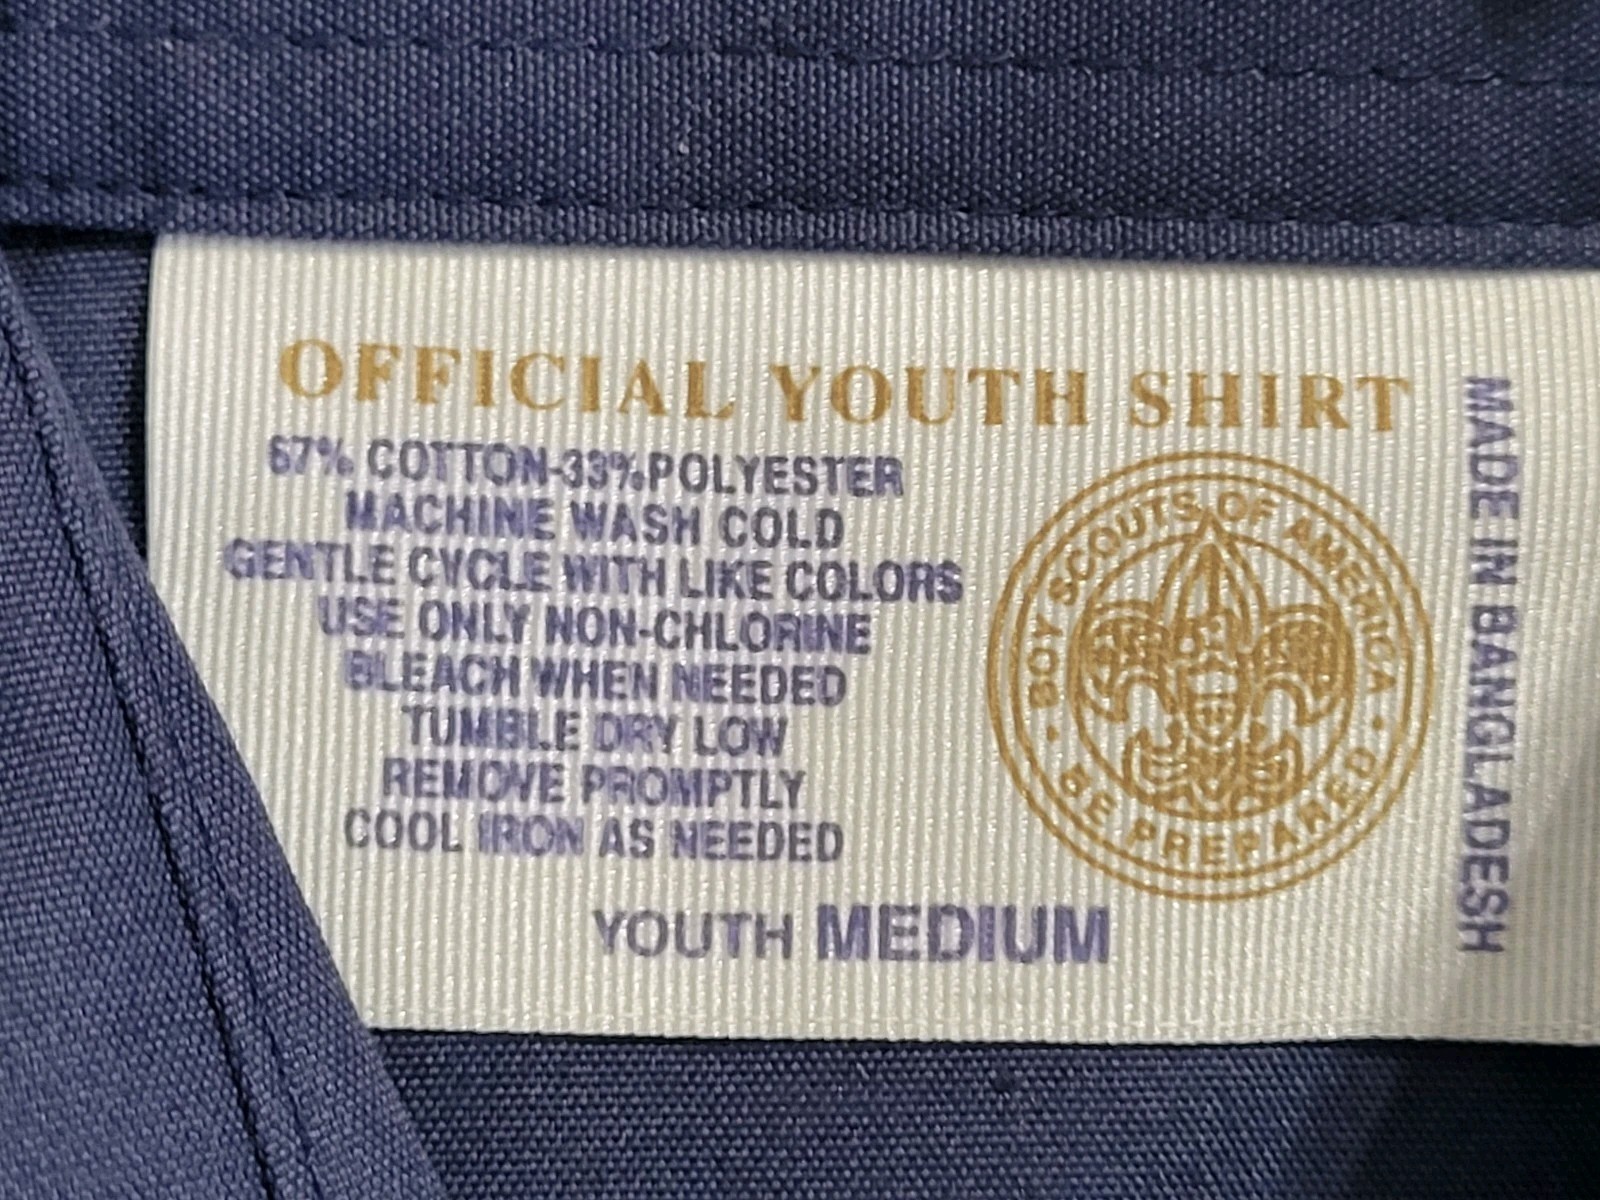 OFFICIAL YOUTH SHIRT
67% COTTON-33%POLYESTER
MACHINE WASH COLD
GENTLE CYCLE WITH LIKE COLORS
USE ONLY NON-CHLORINE
BLEACH WHEN NEEDED
TUMBLE DRY LOW
REMOVE PROMPTLY
COOL IRON AS NEEDED
YOUTH MEDIUM
BOY SCOUTS OF AMERICA
BE PREPARED
MADE IN BANGLADESH